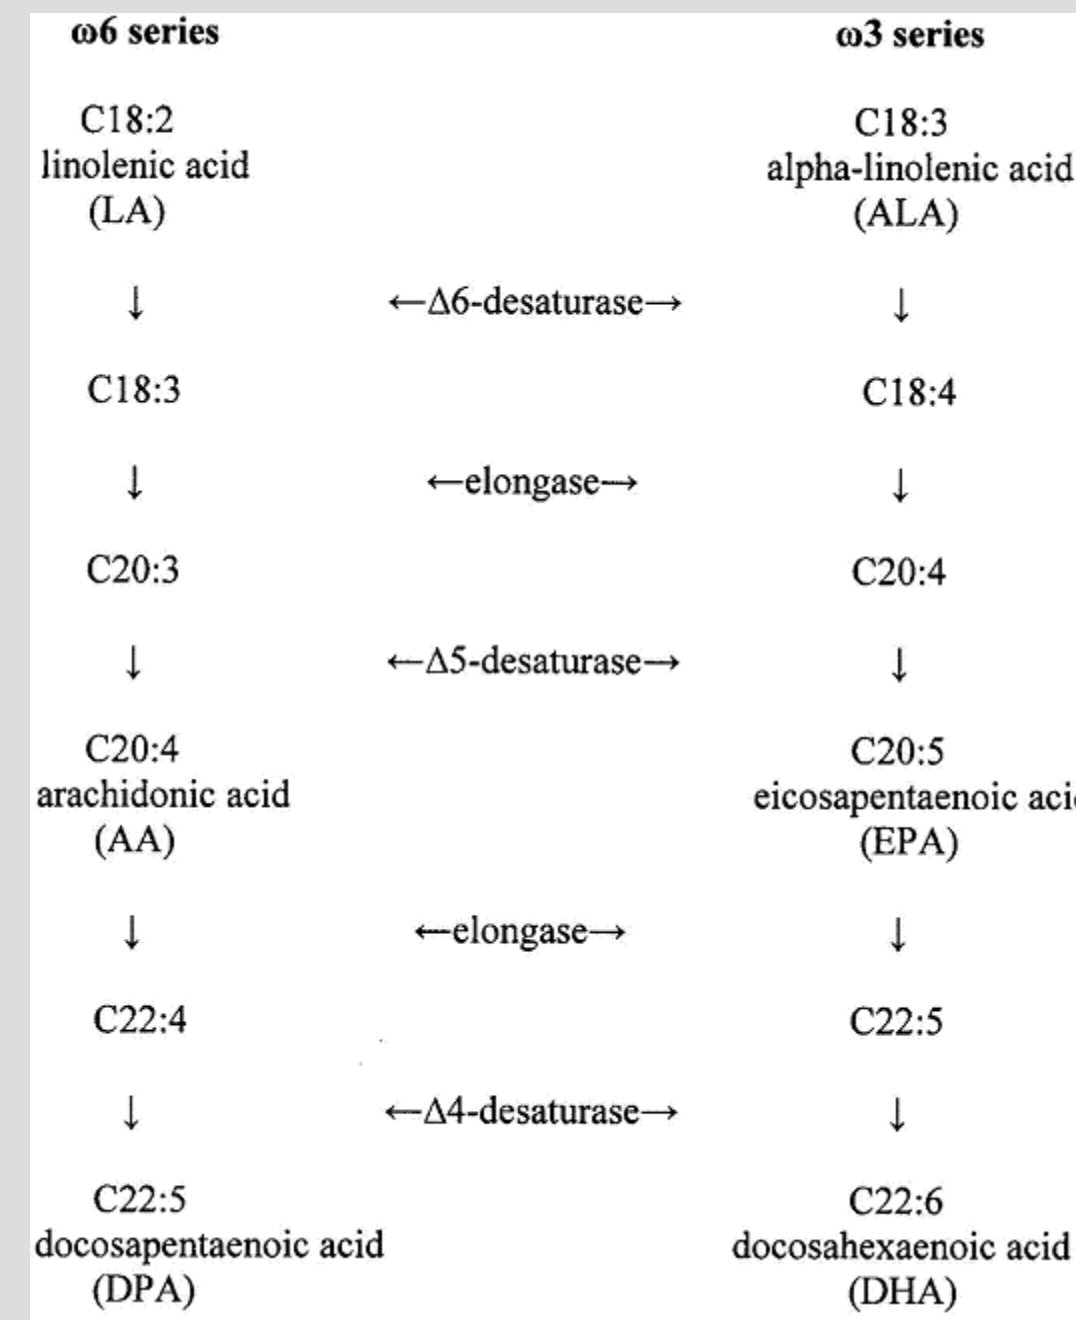 ω6 series ω3 series
C18:2 C18:3
linolenic acid alpha-linolenic acid
(LA) (ALA)
↓ ←Δ6-desaturase→ ↓
C18:3 C18:4
↓ ←elongase→ ↓
C20:3 C20:4
↓ ←Δ5-desaturase→ ↓
C20:4 C20:5
arachidonic acid eicosapentaenoic aci
(AA) (EPA)
↓ ←elongase→ ↓
C22:4 C22:5
↓ ←Δ4-desaturase→ ↓
C22:5 C22:6
docosapentaenoic acid docosahexaenoic acid
(DPA) (DHA)